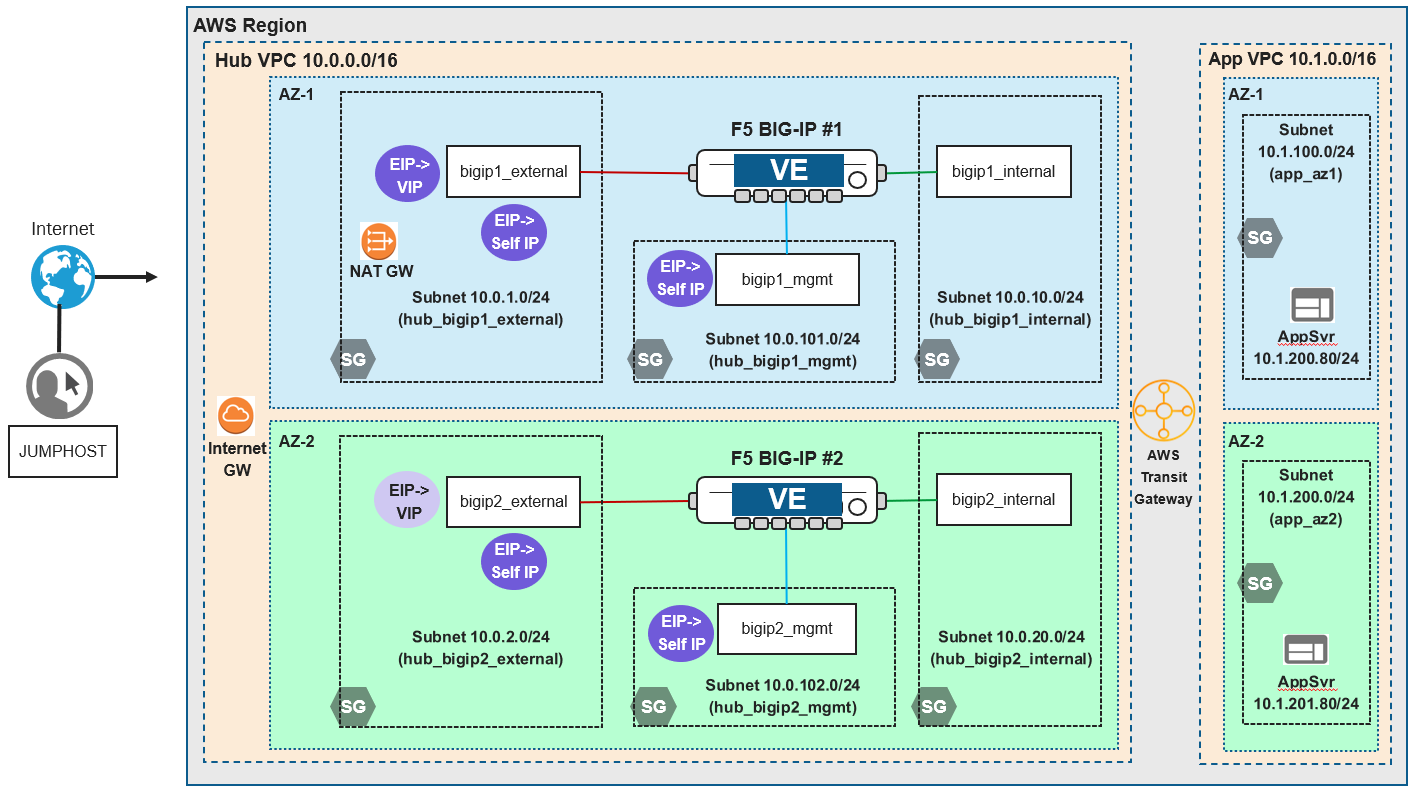 AWS Region
Hub VPC 10.0.0.0/16
AZ-1
F5 BIG-IP #1
VE
EIP->
VIP
bigip1_external
bigip1_internal
EIP->
Self IP
NAT GW
EIP->
Self IP
bigip1_mgmt
Subnet 10.0.1.0/24
(hub_bigip1_external)
Subnet 10.0.101.0/24
(hub_bigip1_mgmt)
Subnet 10.0.10.0/24
(hub_bigip1_internal)
SG
SG
SG
Internet
JUMPHOST
Internet
GW
AZ-2
F5 BIG-IP #2
VE
EIP->
VIP
bigip2_external
bigip2_internal
EIP->
Self IP
EIP->
Self IP
bigip2_mgmt
Subnet 10.0.2.0/24
(hub_bigip2_external)
Subnet 10.0.102.0/24
(hub_bigip2_mgmt)
Subnet 10.0.20.0/24
(hub_bigip2_internal)
SG
SG
SG
AWS
Transit
Gateway
App VPC 10.1.0.0/16
AZ-1
Subnet
10.1.100.0/24
(app_az1)
SG
AppSvr
10.1.200.80/24
AZ-2
Subnet
10.1.200.0/24
(app_az2)
SG
AppSvr
10.1.201.80/24